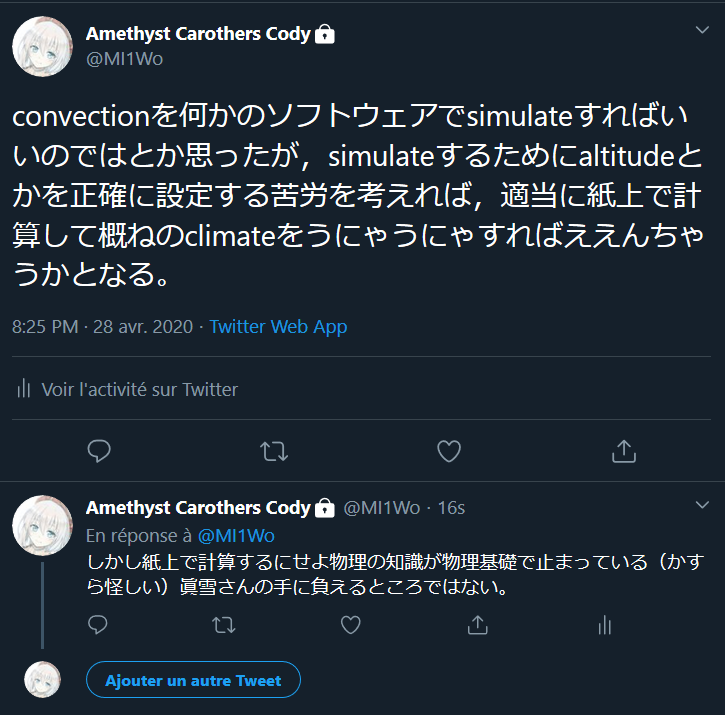 Amethyst Carothers Cody
@MI1Wo
convectionを何かのソフトウェアでsimulateすればい
いのではとか思ったが，simulateするためにaltitudeと
かを正確に設定する苦労を考えれば，適当に紙上で計
算して概ねのclimateをうにゃうにゃすればええんちゃ
うかとなる。
8:25 PM · 28 avr. 2020 · Twitter Web App
Voir l'activité sur Twitter
Amethyst Carothers Cody @MI1Wo · 16s
En réponse à @MI1Wo
しかし紙上で計算するにせよ物理の知識が物理基礎で止まっている（かす
ら怪しい）眞雪さんの手に負えるところではない。
Ajouter un autre Tweet